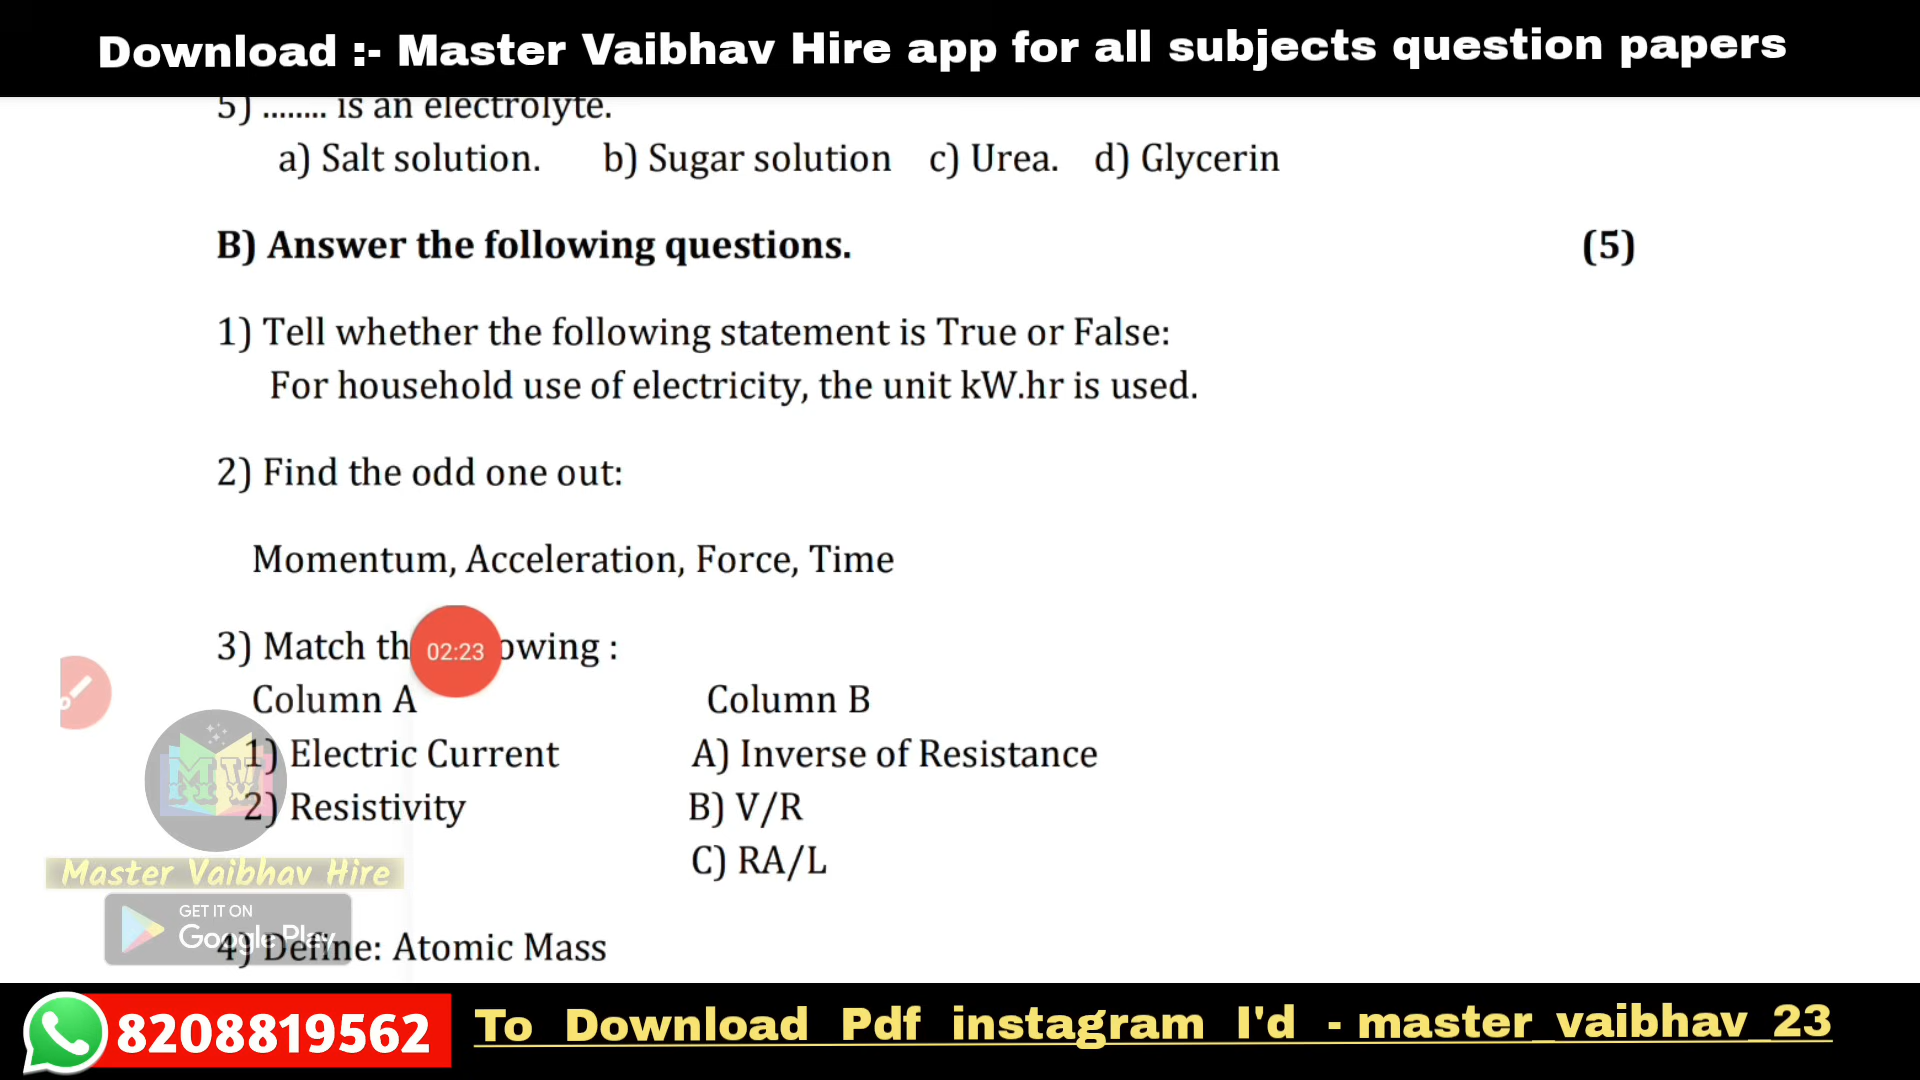 Download :- Master Vaibhav Hire app for all subjects question papers
5) ........ is an electrolyte.
a) Salt solution. b) Sugar solution c) Urea. d) Glycerin
B) Answer the following questions. (5)
1) Tell whether the following statement is True or False:
For household use of electricity, the unit kW.hr is used.
2) Find the odd one out:
Momentum, Acceleration, Force, Time
3) Match th owing :
02:23
Column A Column B
1) Electric Current A) Inverse of Resistance
2) Resistivity B) V/R
C) RA/L
MV
Master Vaibhav Hire
GET IT ON
Google Play
4) Define: Atomic Mass
8208819562
To Download Pdf instagram I'd - master_vaibhav_23